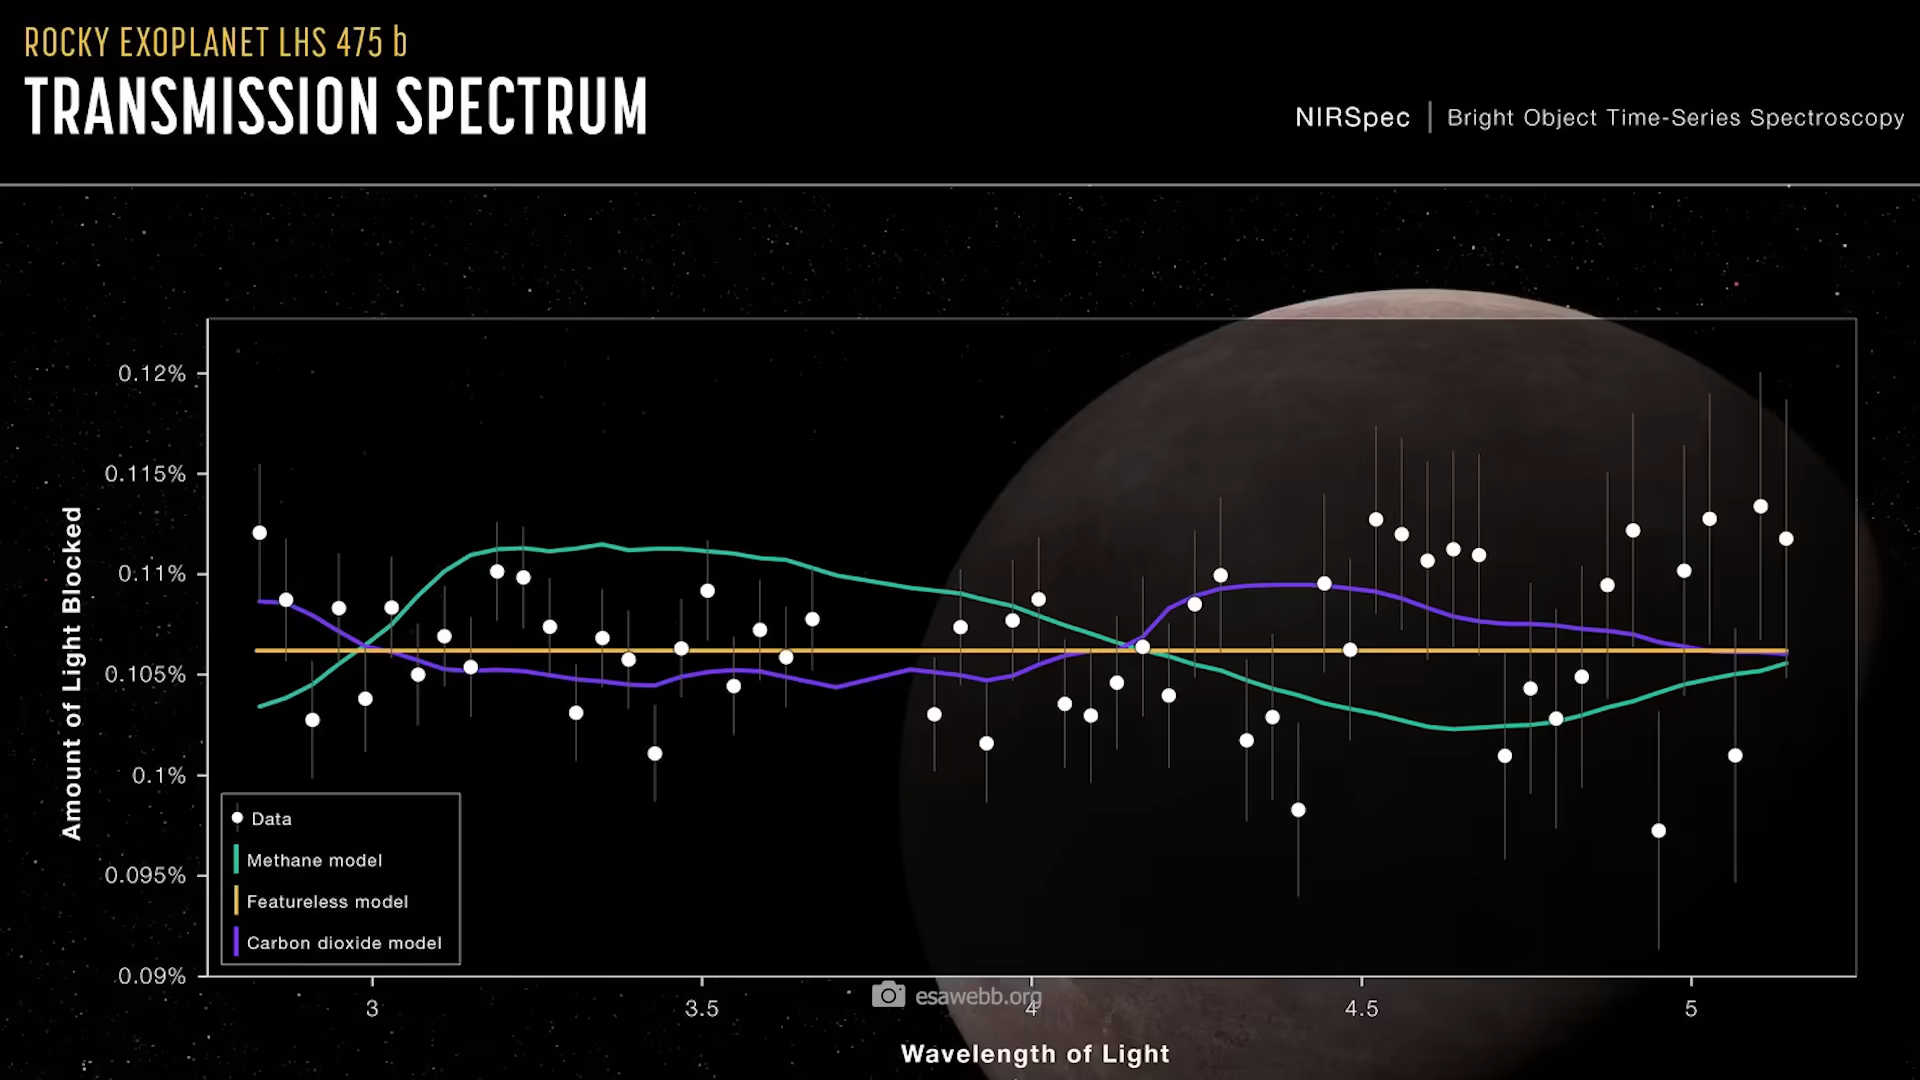 ROCKY EXOPLANET LHS 475 b
TRANSMISSION SPECTRUM
NIRSpec | Bright Object Time-Series Spectroscopy
Amount of Light Blocked
0.12%
0.115%
0.11%
0.105%
0.1%
0.095%
0.09%
Data
Methane model
Featureless model
Carbon dioxide model
esawebb.org
3 3.5 4 4.5 5
Wavelength of Light